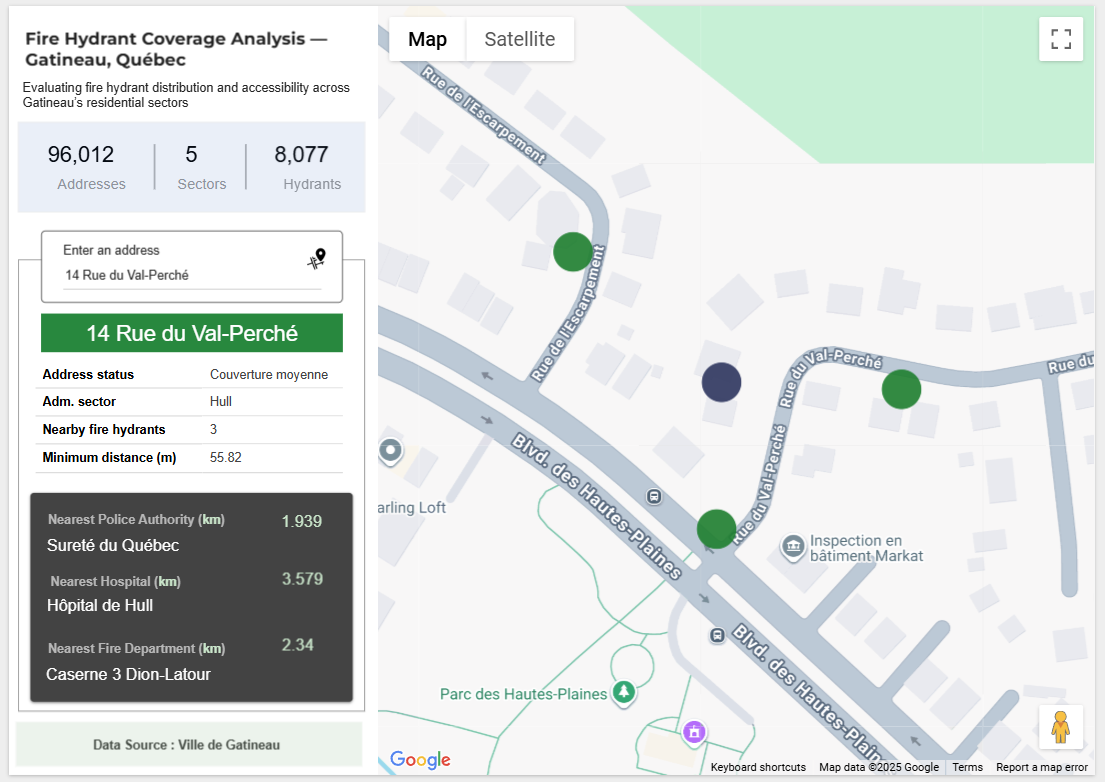 Fire Hydrant Coverage Analysis —
Gatineau, Québec
Evaluating fire hydrant distribution and accessibility across
Gatineau's residential sectors
96,012
Addresses
5
Sectors
8,077
Hydrants
Enter an address
14 Rue du Val-Perché
14 Rue du Val-Perché
Address status Couverture moyenne
Adm. sector Hull
Nearby fire hydrants 3
Minimum distance (m) 55.82
Nearest Police Authority (km) 1.939
Sureté du Québec
Nearest Hospital (km) 3.579
Hôpital de Hull
Nearest Fire Department (km) 2.34
Caserne 3 Dion-Latour
Data Source : Ville de Gatineau
Map Satellite
Rue de l'Escarpement
Rue de l'Escarpement
Rue du Val-Perché
Rue du
Rue du Val-Perché
Blvd. des Hautes-Plaines
arling Loft
Inspection en
bâtiment Markat
Blvd. des Hautes-Plain
Parc des Hautes-Plaines
Google
Keyboard shortcuts Map data ©2025 Google Terms Report a map error